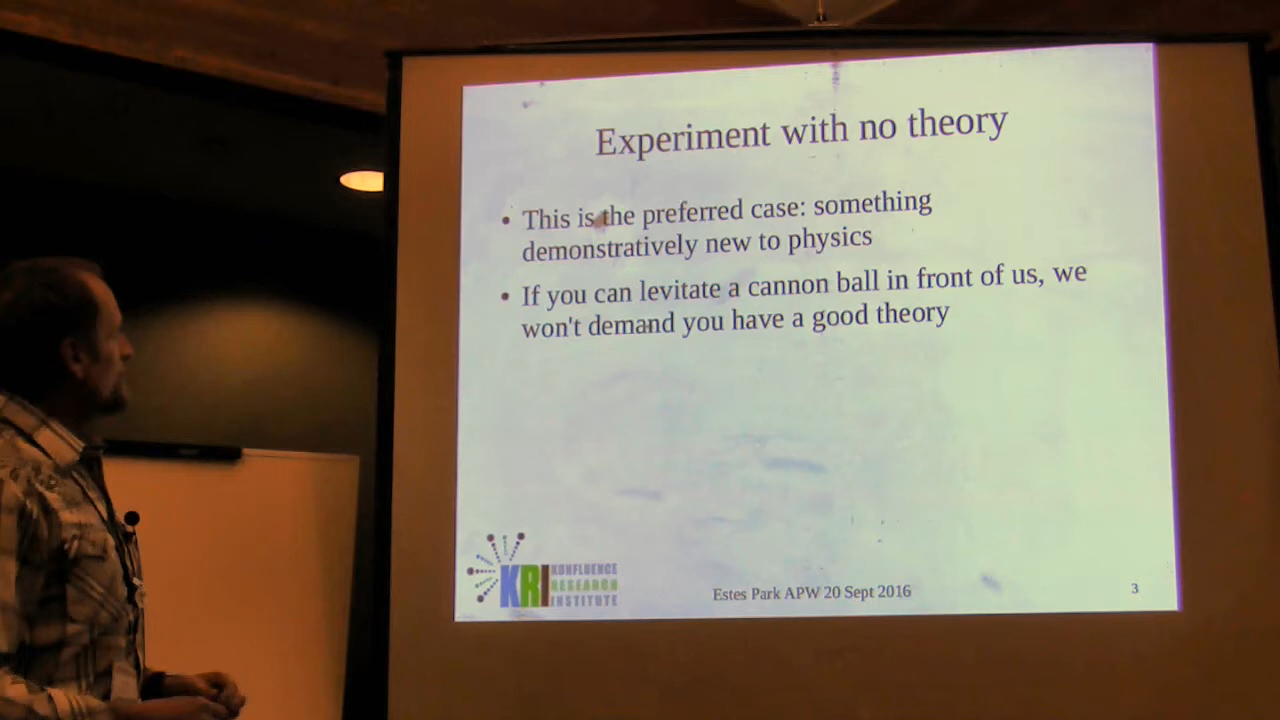 Experiment with no theory
• This is the preferred case: something
demonstratively new to physics
• If you can levitate a cannon ball in front of us, we
won't demand you have a good theory
KRI
KONFLUENCE
RESEARCH
INSTITUTE
Estes Park APW 20 Sept 2016
3